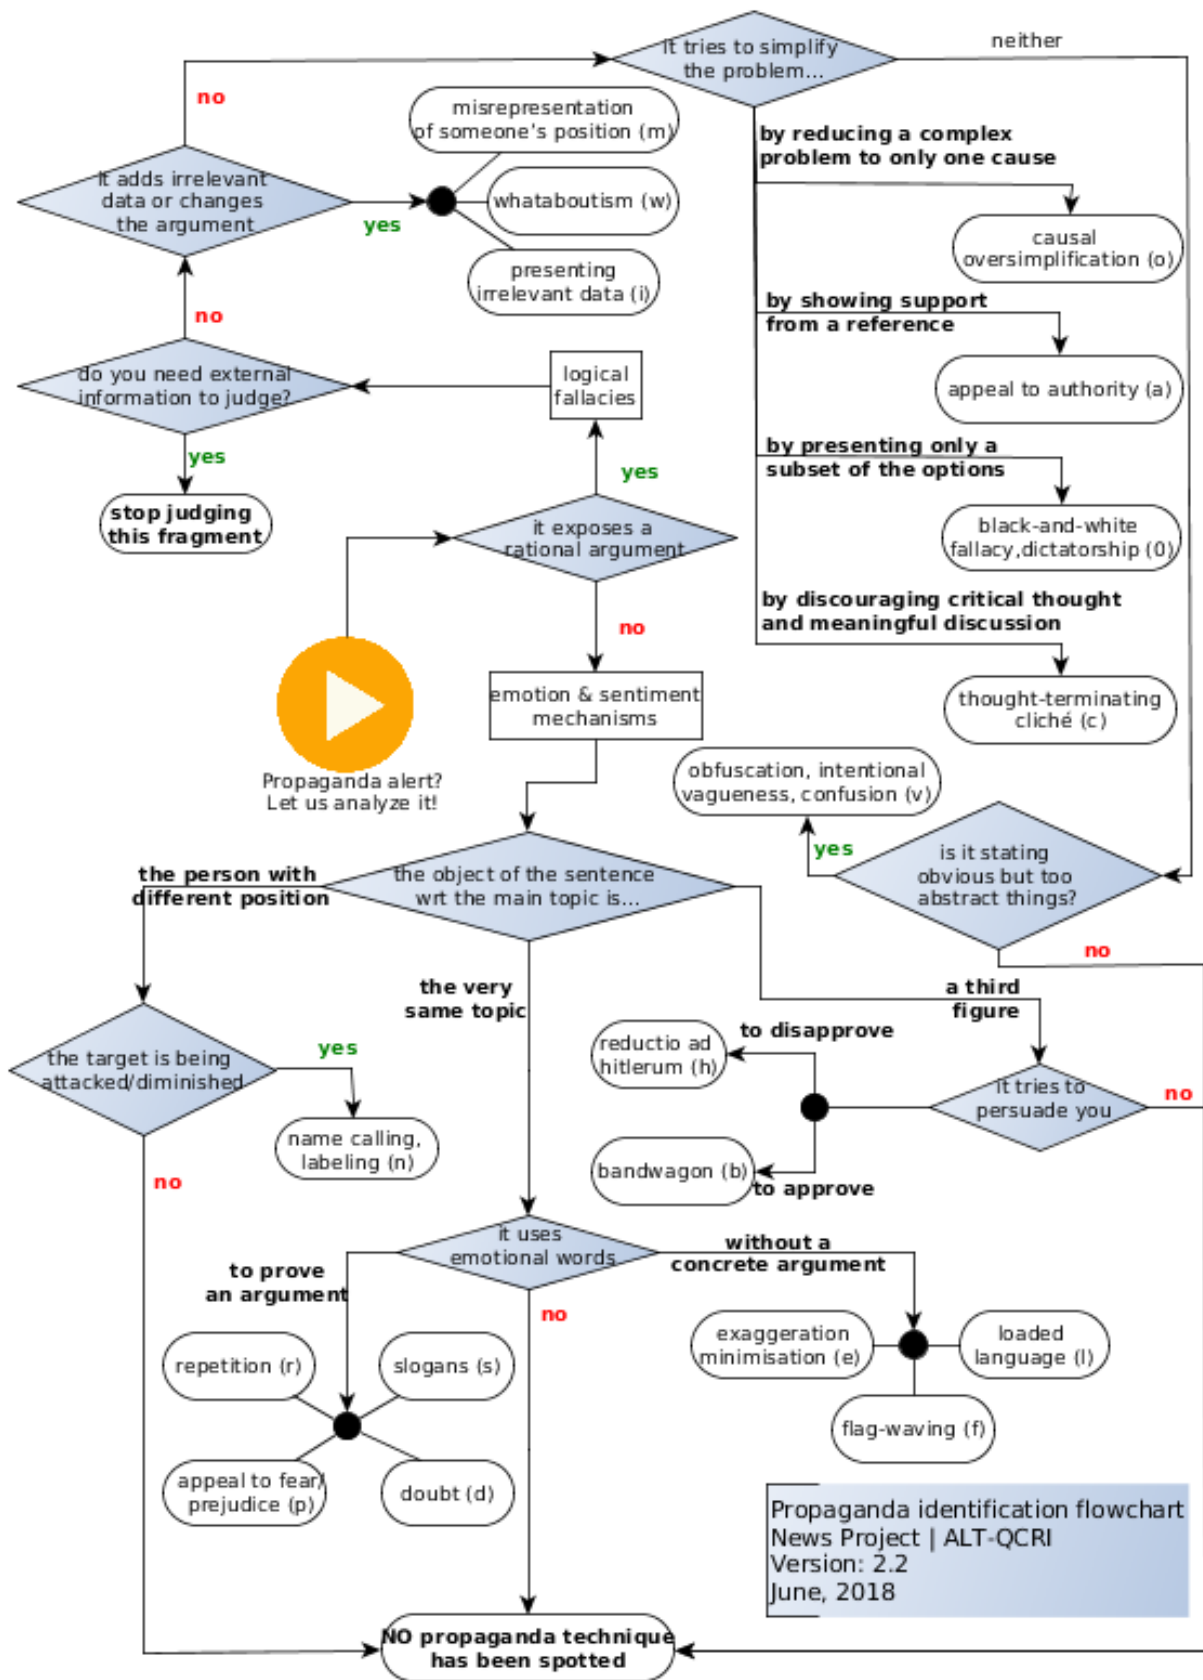 It tries to simplify
the problem...
neither
no
misrepresentation
of someone's position (m)
by reducing a complex
problem to only one cause
It adds irrelevant
data or changes
the argument
yes
whataboutism (w)
causal
oversimplification (o)
presenting
irrelevant data (i)
by showing support
from a reference
no
do you need external
information to judge?
logical
fallacies
appeal to authority (a)
yes
yes
by presenting only a
subset of the options
stop judging
this fragment
it exposes a
rational argument
black-and-white
fallacy,dictatorship (0)
by discouraging critical thought
and meaningful discussion
no
emotion & sentiment
mechanisms
thought-terminating
cliché (c)
Propaganda alert?
Let us analyze it!
obfuscation, intentional
vagueness, confusion (v)
yes
is it stating
obvious but too
abstract things?
the person with
different position
the object of the sentence
wrt the main topic is...
no
the very
same topic
a third
figure
the target is being
attacked/diminished
yes
to disapprove
reductio ad
hitlerum (h)
it tries to
persuade you
no
name calling,
labeling (n)
bandwagon (b)
to approve
no
it uses
emotional words
without a
concrete argument
to prove
an argument
no
exaggeration
minimisation (e)
loaded
language (l)
repetition (r)
slogans (s)
flag-waving (f)
appeal to fear/
prejudice (p)
doubt (d)
Propaganda identification flowchart
News Project | ALT-QCRI
Version: 2.2
June, 2018
NO propaganda technique
has been spotted